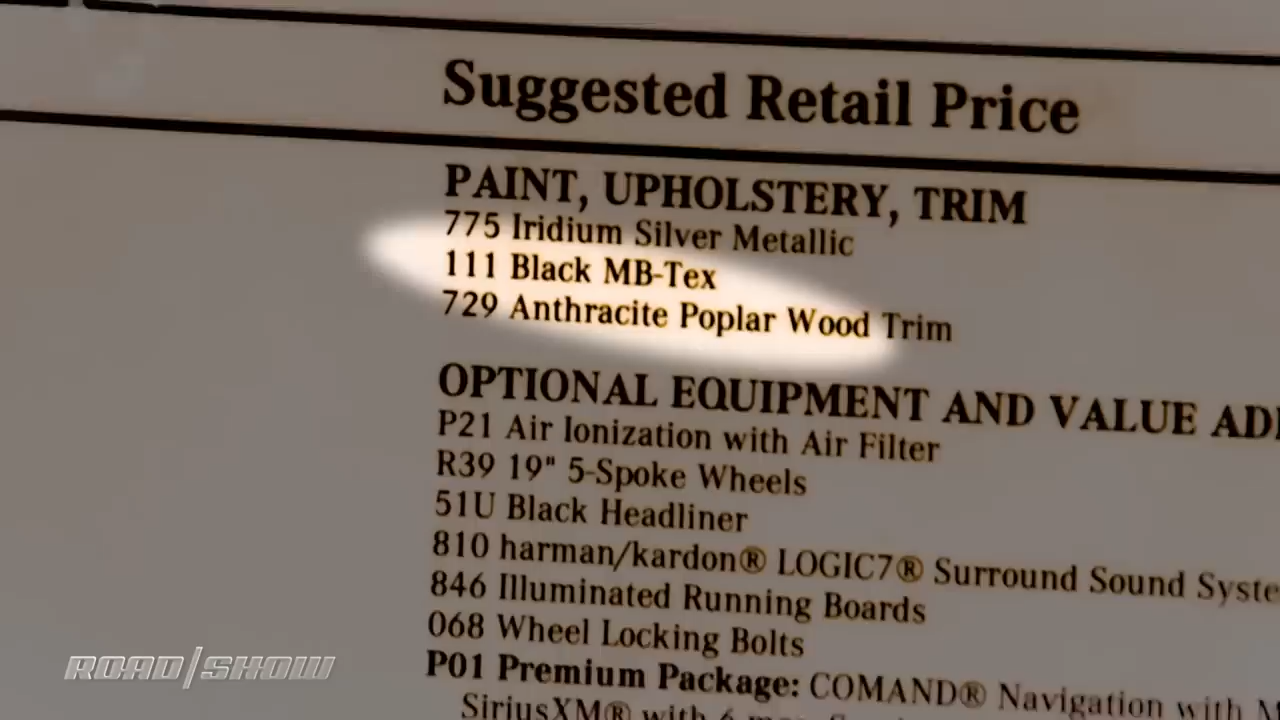 Suggested Retail Price
PAINT, UPHOLSTERY, TRIM
775 Iridium Silver Metallic
111 Black MB-Tex
729 Anthracite Poplar Wood Trim
OPTIONAL EQUIPMENT AND VALUE
P21 Air Ionization with Air Filter
R39 19" 5-Spoke Wheels
51U Black Headliner
810 harman/kardon® LOGIC7® Surround Sound Syste
846 Illuminated Running Boards
068 Wheel Locking Bolts
P01 Premium Package: COMAND® Navigation with
SiriusXM® with 6
ROAD/SHOW